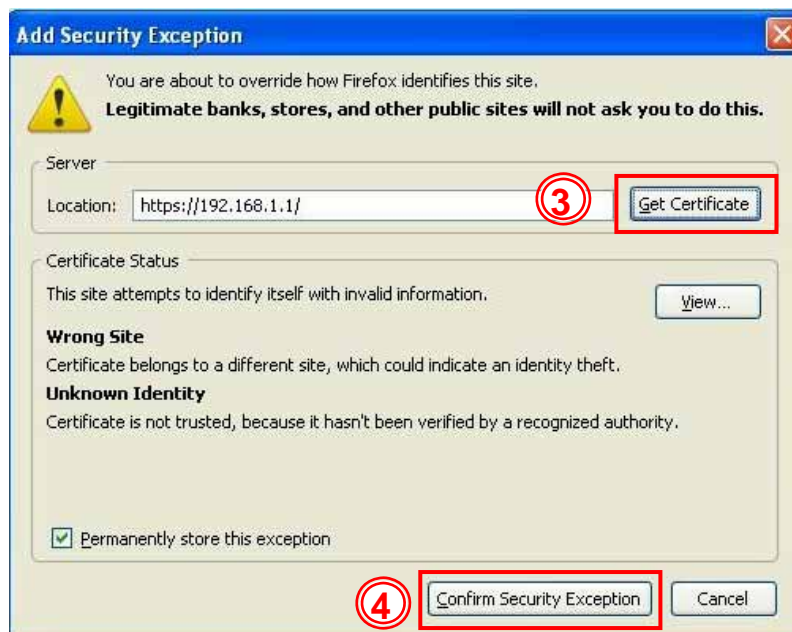 Add Security Exception
You are about to override how Firefox identifies this site.
Legitimate banks, stores, and other public sites will not ask you to do this.
Server
Location: https://192.168.1.1/ 3 Get Certificate
Certificate Status
This site attempts to identify itself with invalid information. View...
Wrong Site
Certificate belongs to a different site, which could indicate an identity theft.
Unknown Identity
Certificate is not trusted, because it hasn't been verified by a recognized authority.
Permanently store this exception
4 Confirm Security Exception Cancel